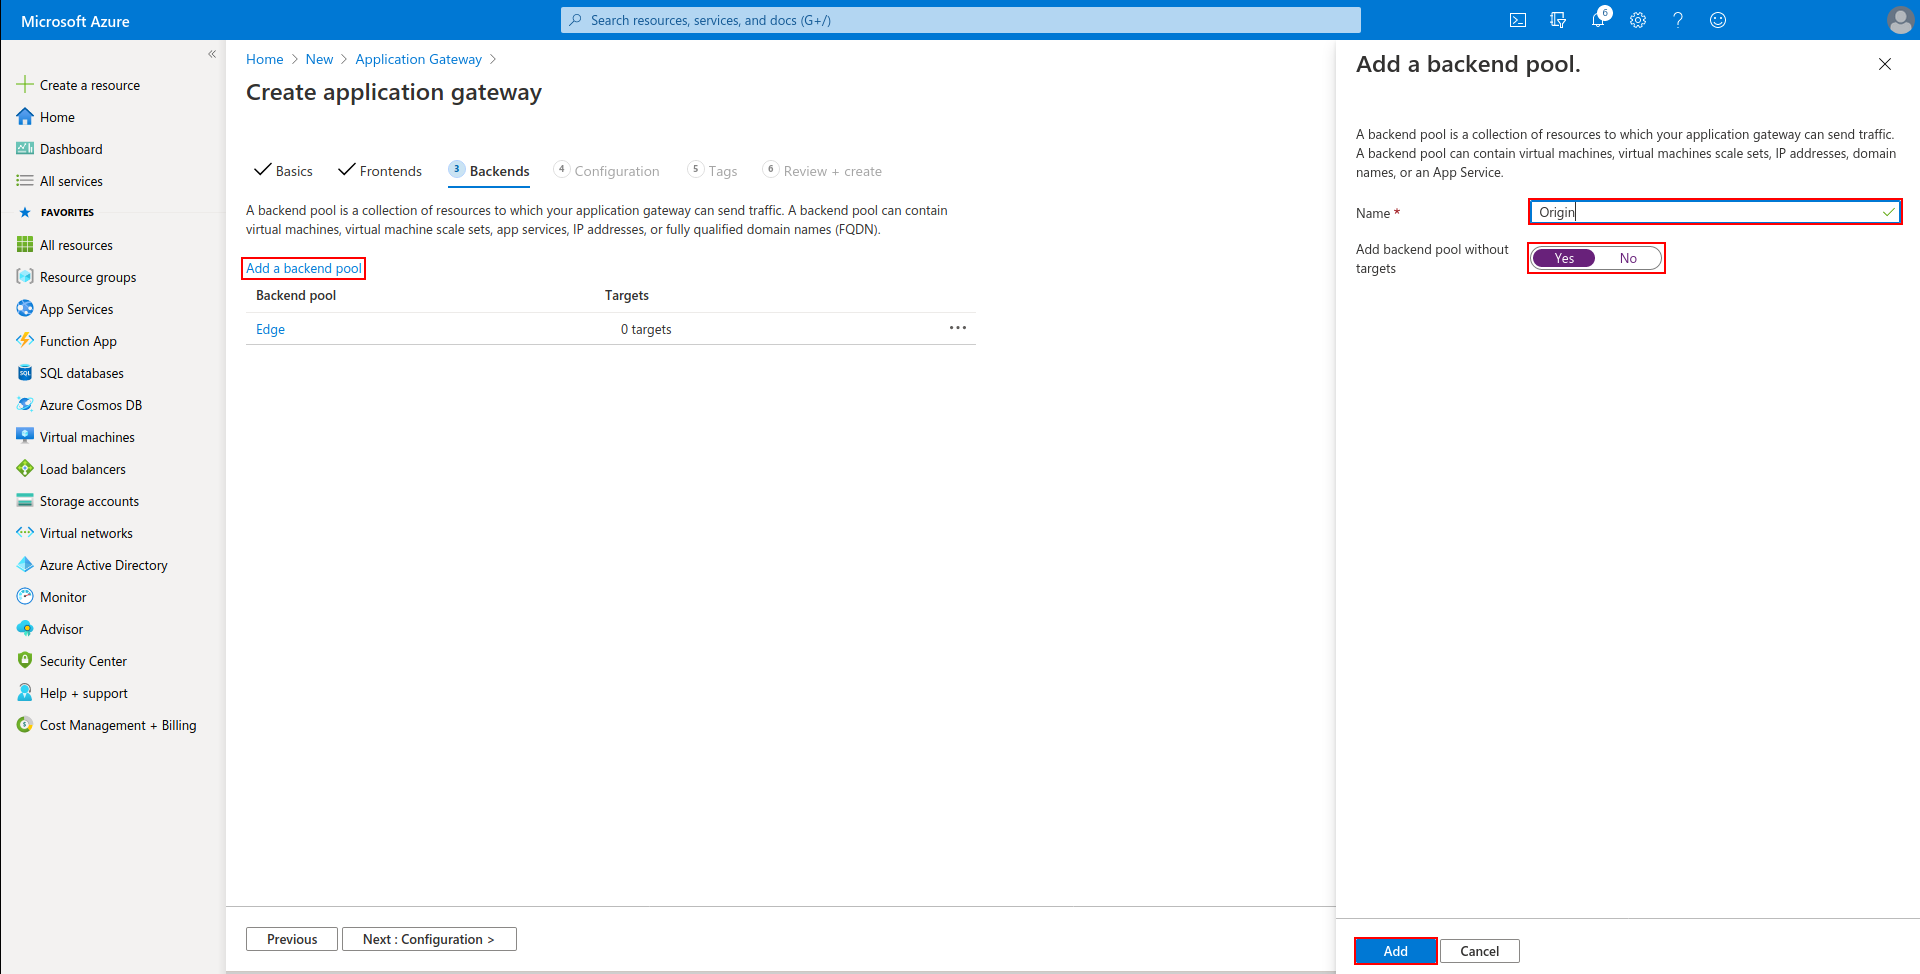 Microsoft Azure
Search resources, services, and docs (G+/)
6
«
Create a resource
Home
Dashboard
All services
FAVORITES
All resources
Resource groups
App Services
Function App
SQL databases
Azure Cosmos DB
Virtual machines
Load balancers
Storage accounts
Virtual networks
Azure Active Directory
Monitor
Advisor
Security Center
Help + support
Cost Management + Billing
Home > New > Application Gateway >
Create application gateway
Basics Frontends 3 Backends 4 Configuration 5 Tags 6 Review + create
A backend pool is a collection of resources to which your application gateway can send traffic. A backend pool can contain
virtual machines, virtual machine scale sets, app services, IP addresses, or fully qualified domain names (FQDN).
Add a backend pool
Backend pool Targets
Edge 0 targets ...
Previous Next : Configuration >
Add a backend pool.
A backend pool is a collection of resources to which your application gateway can send traffic.
A backend pool can contain virtual machines, virtual machines scale sets, IP addresses, domain
names, or an App Service.
Name * Origin
Add backend pool without
targets
Yes No
Add Cancel